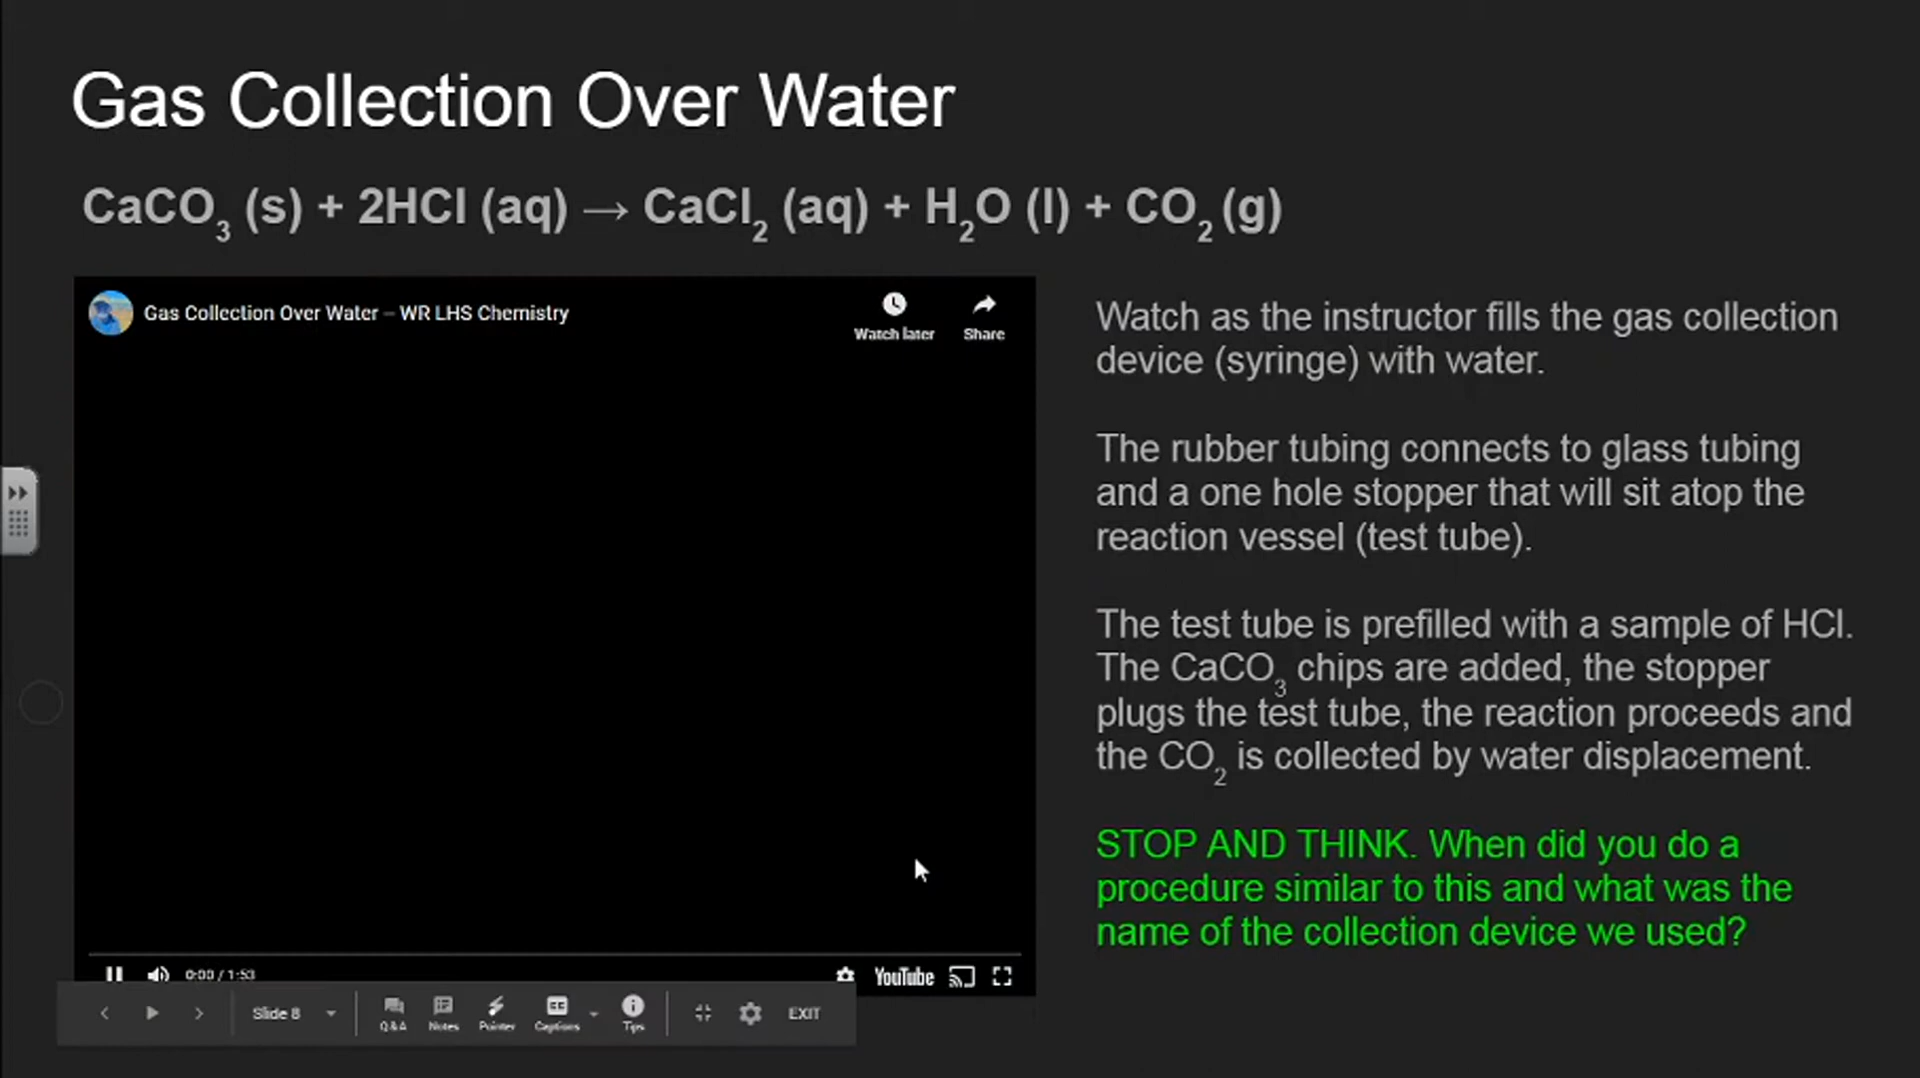 Gas Collection Over Water
CaCO₃ (s) + 2HCl (aq) → CaCl₂ (aq) + H₂O (l) + CO₂ (g)
Gas Collection Over Water – WR LHS Chemistry
Watch later
Share
Watch as the instructor fills the gas collection
device (syringe) with water.
The rubber tubing connects to glass tubing
and a one hole stopper that will sit atop the
reaction vessel (test tube).
The test tube is prefilled with a sample of HCl.
The CaCO₃ chips are added, the stopper
plugs the test tube, the reaction proceeds and
the CO₂ is collected by water displacement.
STOP AND THINK. When did you do a
procedure similar to this and what was the
name of the collection device we used?
0:00 / 1:53
YouTube
Slide 8
Q&A
Notes
Pointer
CC
Captions
Tips
EXIT